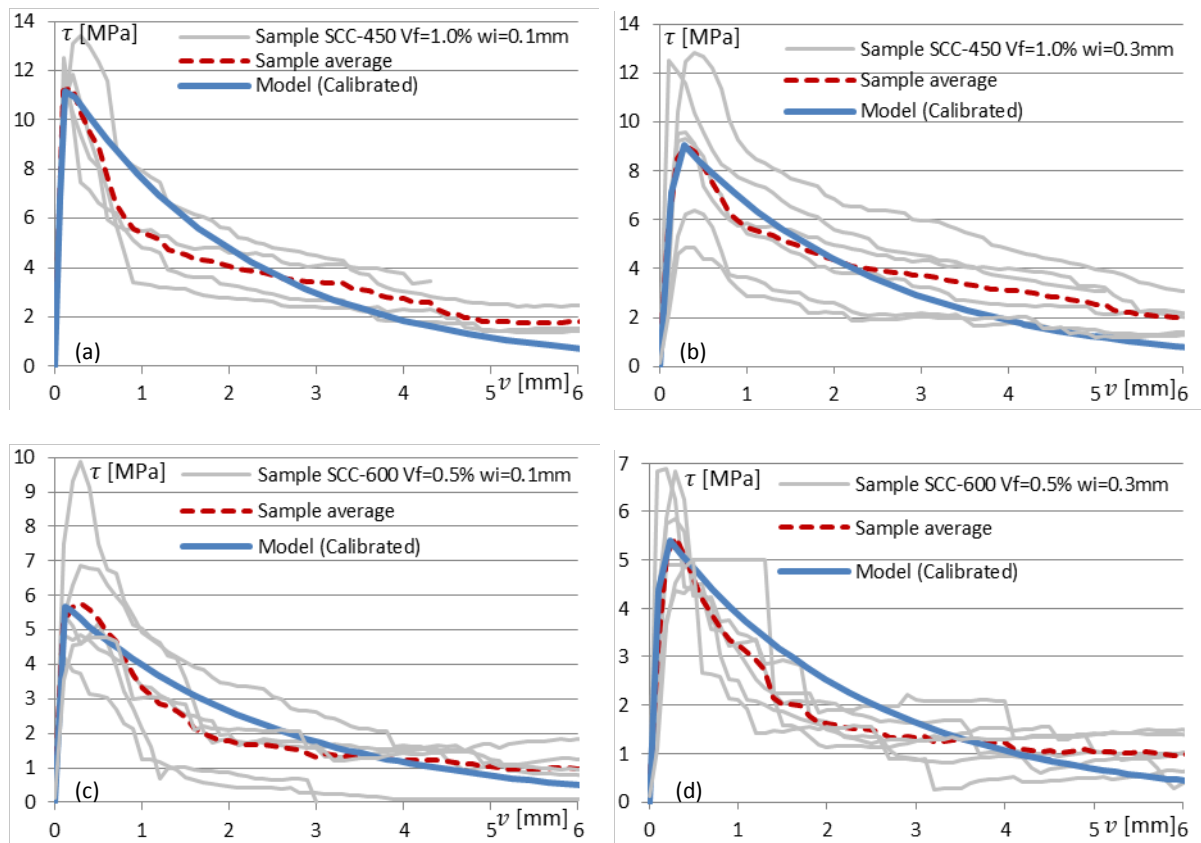 14
τ [MPa]
Sample SCC-450 Vf=1.0% wi=0.1mm
12
Sample average
Model (Calibrated)
10
8
6
4
2
0
(a)
0 1 2 3 4 5 v [mm] 6
14
τ [MPa]
Sample SCC-450 Vf=1.0% wi=0.3mm
12
Sample average
Model (Calibrated)
10
8
6
4
2
0
(b)
0 1 2 3 4 5 v [mm] 6
10
τ [MPa]
Sample SCC-600 Vf=0.5% wi=0.1mm
9
Sample average
8
Model (Calibrated)
7
6
5
4
3
2
1
0
(c)
0 1 2 3 4 5 v [mm] 6
7
τ [MPa]
Sample SCC-600 Vf=0.5% wi=0.3mm
6
Sample average
5
Model (Calibrated)
4
3
2
1
0
(d)
0 1 2 3 4 5 v [mm] 6